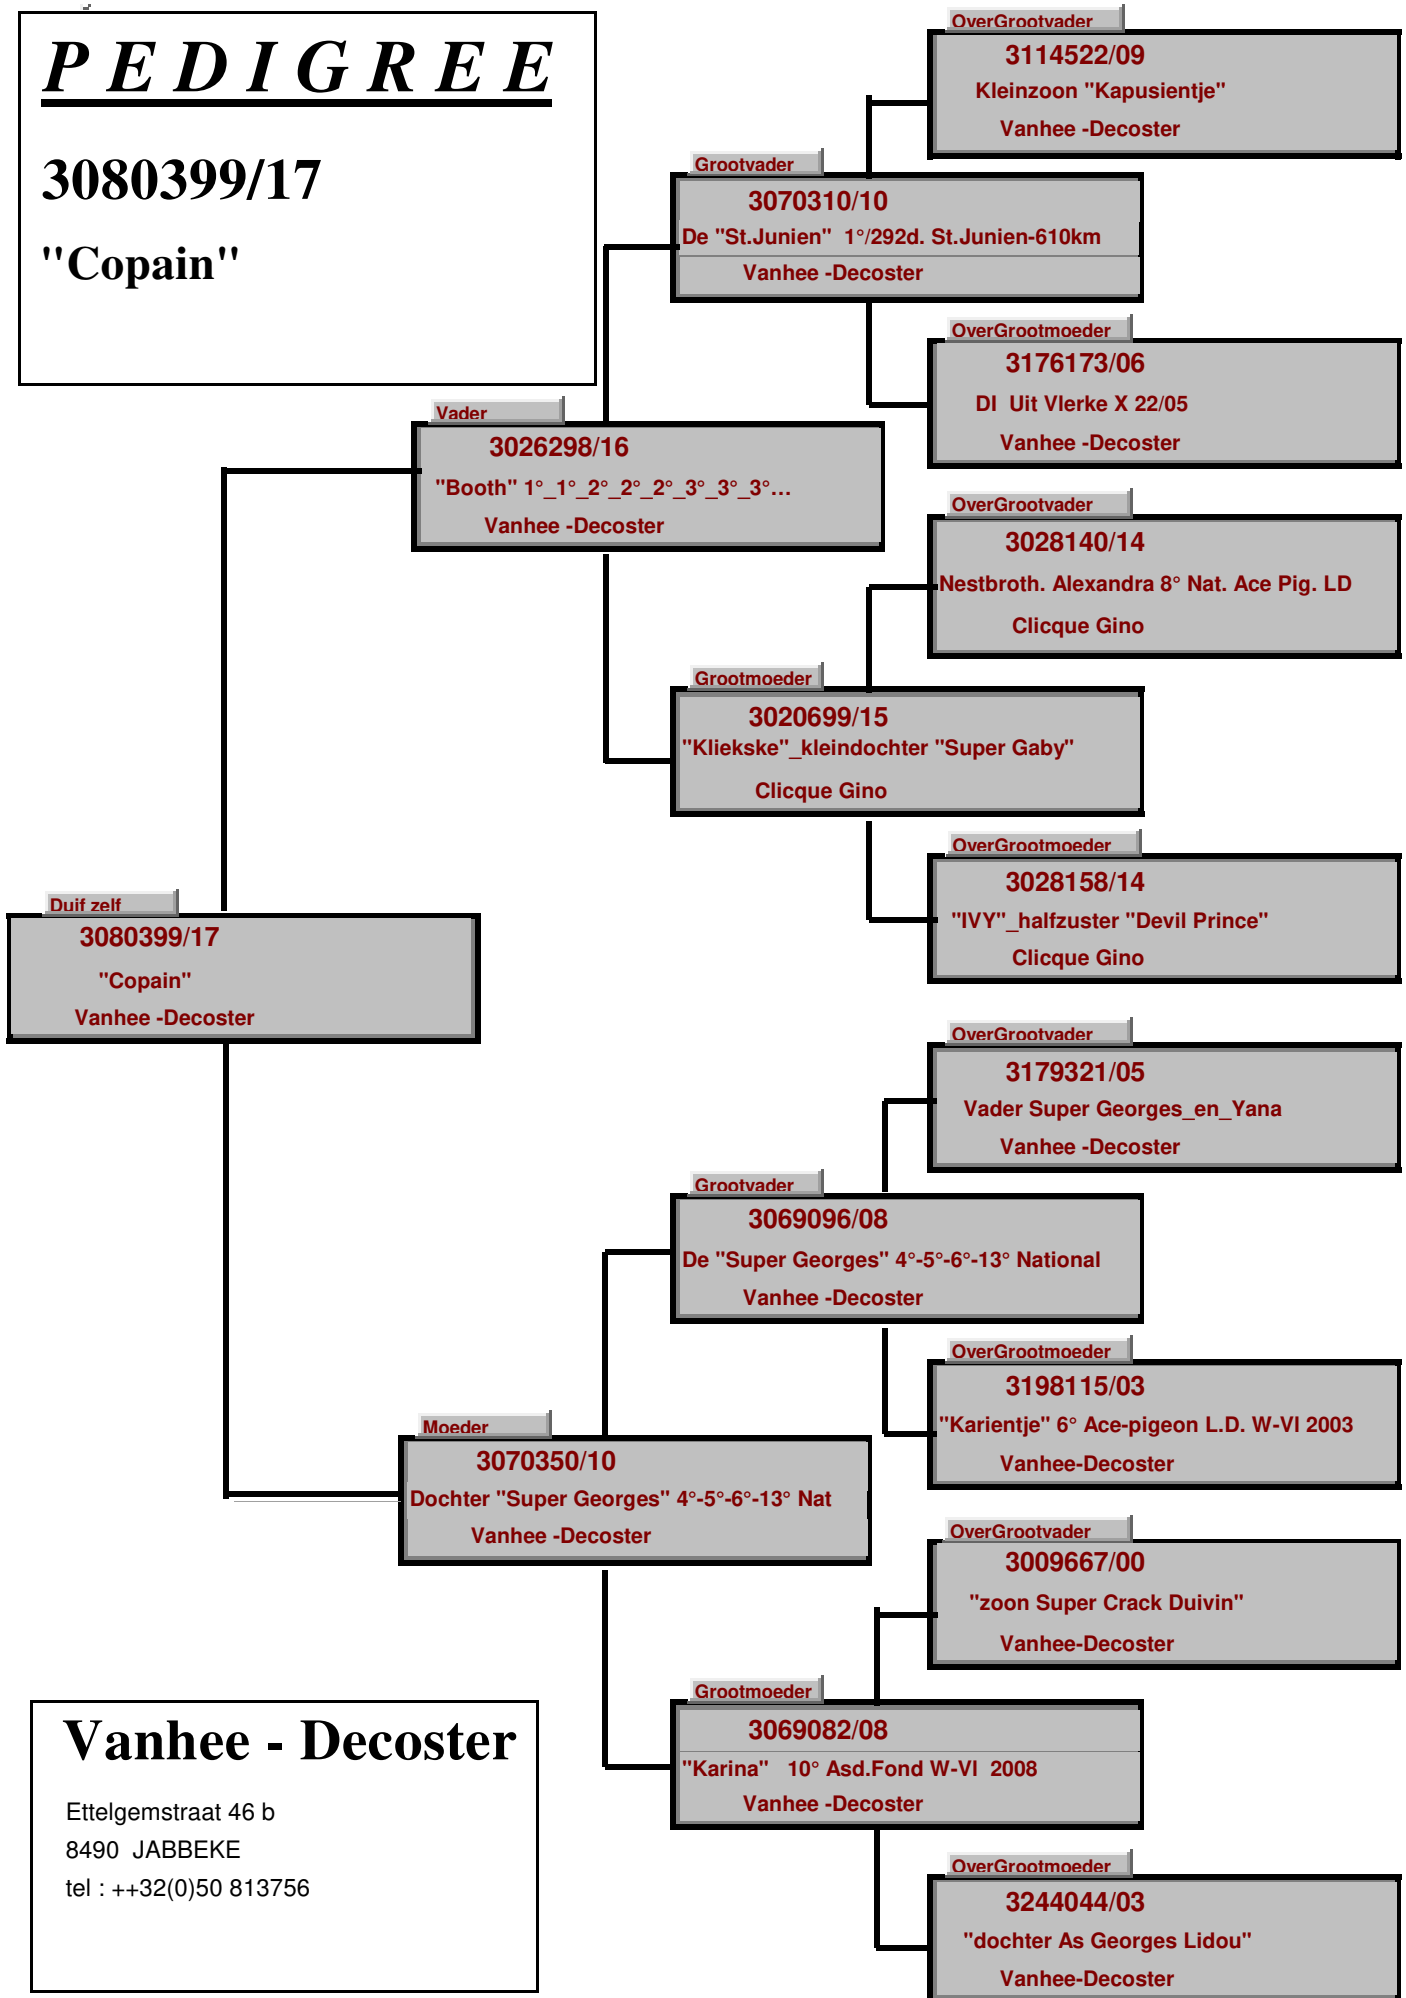 P E D I G R E E
3080399/17
"Copain"
OverGrootvader
3114522/09
Kleinzoon "Kapusientje"
Vanhee -Decoster
Grootvader
3070310/10
De "St.Junien" 1°/292d. St.Junien-610km
Vanhee -Decoster
OverGrootmoeder
3176173/06
DI Uit Vlerke X 22/05
Vanhee -Decoster
Vader
3026298/16
"Booth" 1°_1°_2°_2°_2°_3°_3°_3°...
Vanhee -Decoster
OverGrootvader
3028140/14
Nestbroth. Alexandra 8° Nat. Ace Pig. LD
Clicque Gino
Grootmoeder
3020699/15
"Kliekske"_kleindochter "Super Gaby"
Clicque Gino
OverGrootmoeder
3028158/14
"IVY"_halfzuster "Devil Prince"
Clicque Gino
Duif zelf
3080399/17
"Copain"
Vanhee -Decoster
OverGrootvader
3179321/05
Vader Super Georges_en_Yana
Vanhee -Decoster
Grootvader
3069096/08
De "Super Georges" 4°-5°-6°-13° National
Vanhee -Decoster
OverGrootmoeder
3198115/03
"Karientje" 6° Ace-pigeon L.D. W-Vl 2003
Vanhee-Decoster
Moeder
3070350/10
Dochter "Super Georges" 4°-5°-6°-13° Nat
Vanhee -Decoster
OverGrootvader
3009667/00
"zoon Super Crack Duivin"
Vanhee-Decoster
Grootmoeder
3069082/08
"Karina" 10° Asd.Fond W-Vl 2008
Vanhee -Decoster
OverGrootmoeder
3244044/03
"dochter As Georges Lidou"
Vanhee-Decoster
Vanhee - Decoster
Ettelgemstraat 46 b
8490 JABBEKE
tel : ++32(0)50 813756